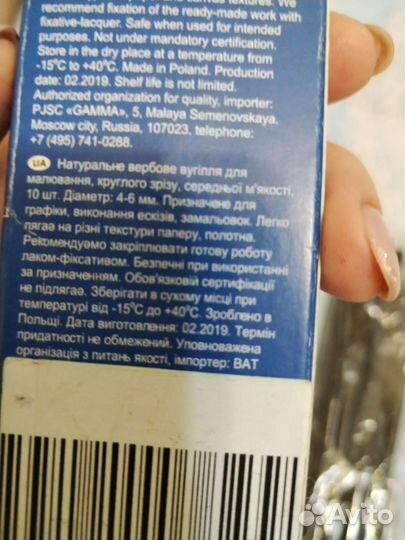 textures. We
recommend fixation of the ready-made work with
fixative-lacquer. Safe when used for intended
purposes. Not under mandatory certification.
Store in the dry place at a temperature from
-15˚C to +40˚C. Made in Poland. Production
date: 02.2019. Shelf life is not limited.
Authorized organization for quality, importer:
PJSC «GAMMA», 5, Malaya Semenovskaya,
Moscow city, Russia, 107023, telephone:
+7 (495) 741-0288.
UA Натуральне вербове вугілля для
малювання, круглого зрізу, середньої м'якості,
10 шт. Діаметр: 4-6 мм. Призначене для
графіки, виконання ескізів, замальовок. Легко
лягає на різні текстури паперу, полотна.
Рекомендуємо закріплювати готову роботу
лаком-фіксативом. Безпечні при використанні
за призначенням. Обов'язковій сертифікації
не підлягає. Зберігати в сухому місці при
температурі від -15˚С до +40˚С. Зроблено в
Польщі. Дата виготовлення: 02.2019. Термін
придатності не обмежений. Уповноважена
організація з питань якості, імпортер: ВАТ
Avito